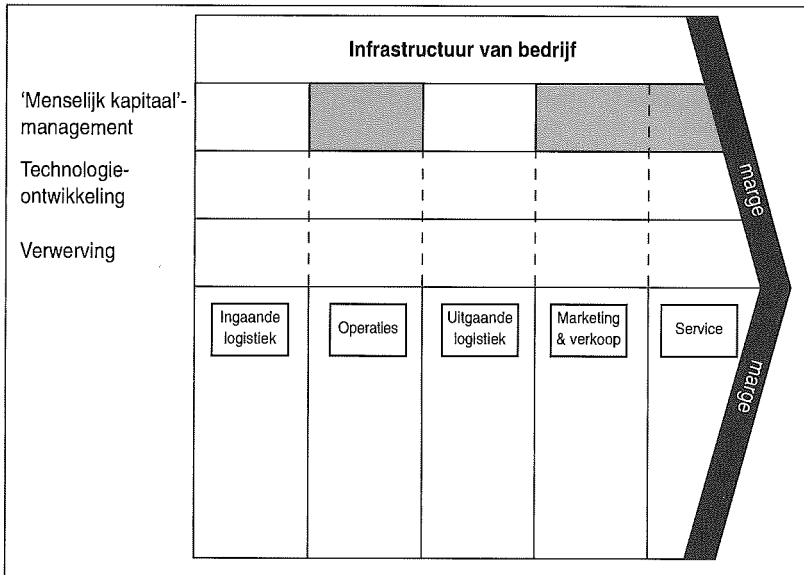 Infrastructuur van bedrijf
'Menselijk kapitaal'-
management
Technologie-
ontwikkeling
Verwerving
marge
Ingaande
logistiek
Operaties
Uitgaande
logistiek
Marketing
& verkoop
Service
marge